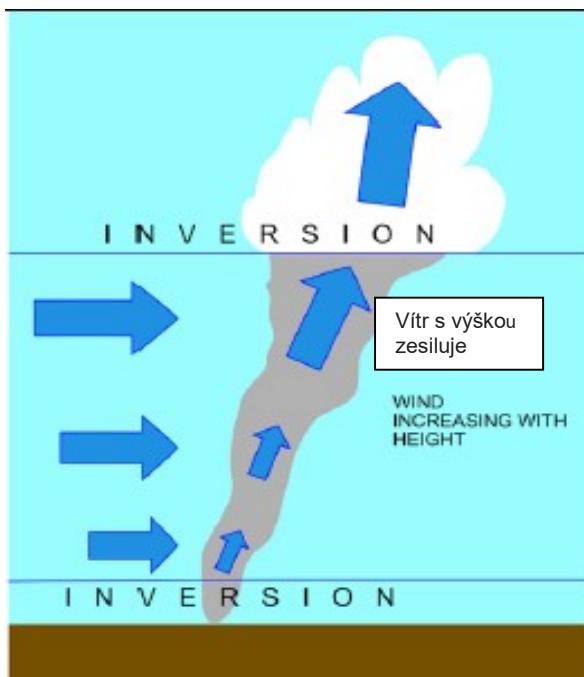 INVERSION
Vítr s výškou
zesiluje
WIND
INCREASING WITH
HEIGHT
INVERSION